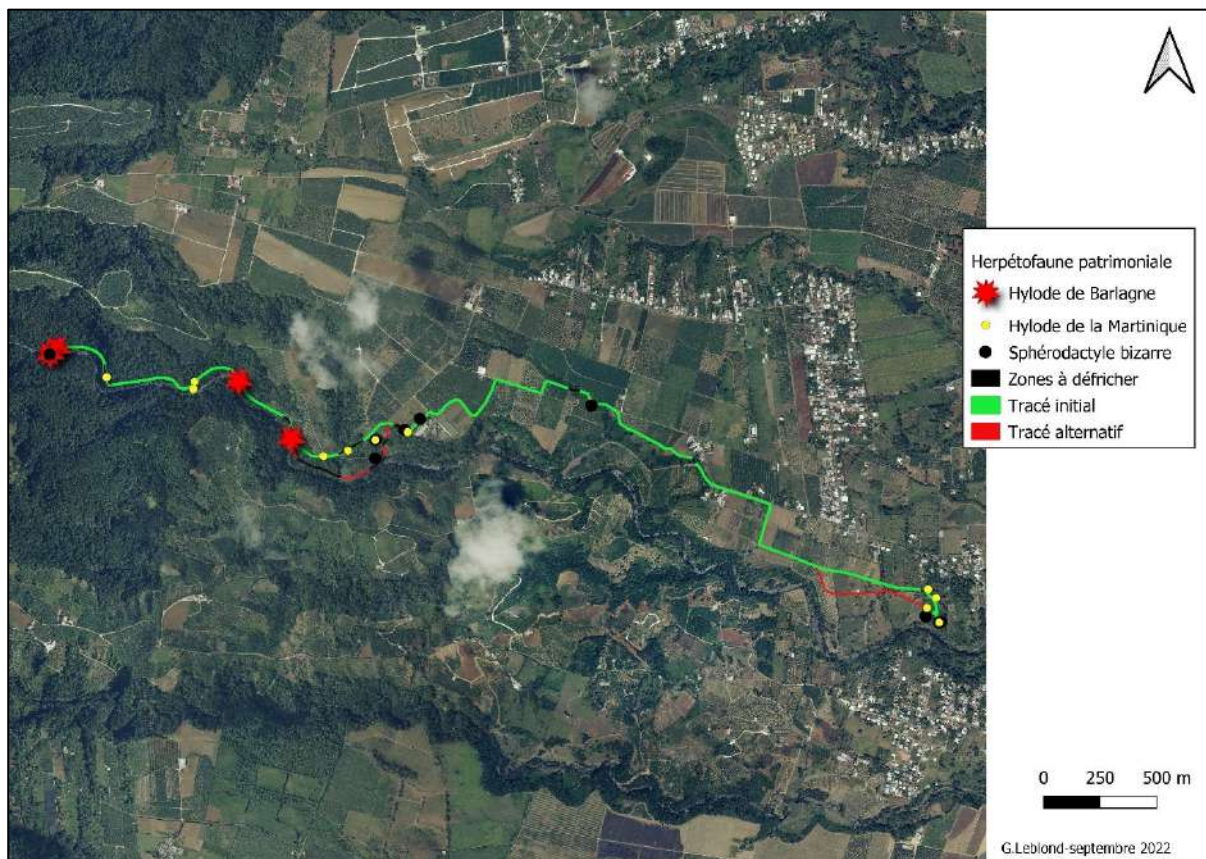 Herpétofaune patrimoniale
Hylode de Barlagne
Hylode de la Martinique
Sphérodactyle bizarre
Zones à défricher
Tracé initial
Tracé alternatif
0 250 500 m
G.Leblond-septembre 2022